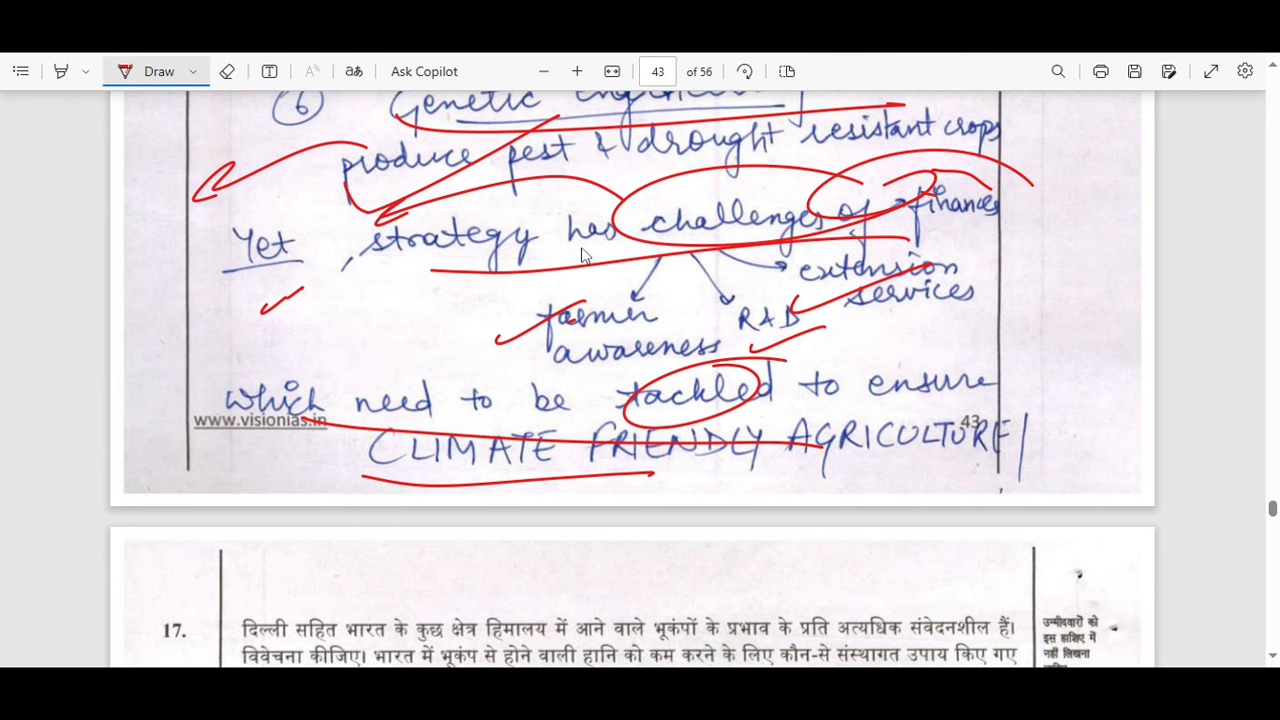 Draw
Ask Copilot
43
of 56
6 Genetic
produce pest & drought resistant crops
Yet, strategy has challenges of → finances
extension
services
farmer
awareness
R&D
which need to be tackled to ensure
www.visionias.in
43
CLIMATE FRIENDLY AGRICULTURE
17.
दिल्ली सहित भारत के कुछ क्षेत्र हिमालय में आने वाले भूकंपों के प्रभाव के प्रति अत्यधिक संवेदनशील हैं।
विवेचना कीजिए। भारत में भूकंप से होने वाली हानि को कम करने के लिए कौन-से संस्थागत उपाय किए गए
उम्मीदवारों को
इस हाशिए में
नहीं लिखना